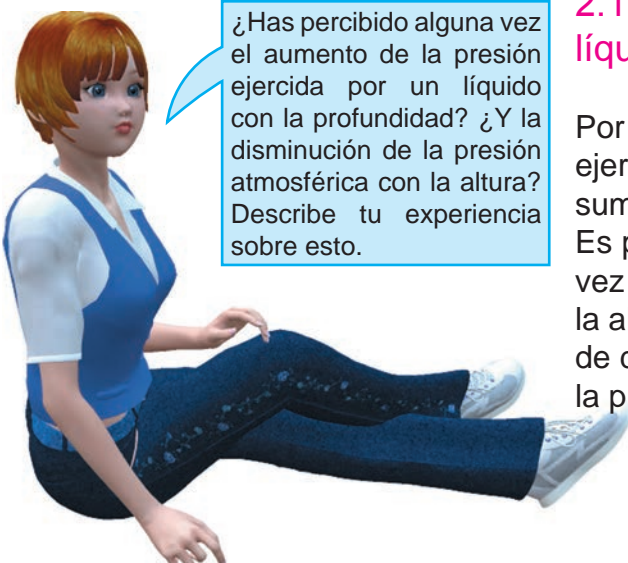 ¿Has percibido alguna vez
el aumento de la presión
ejercida por un líquido
con la profundidad? ¿Y la
disminución de la presión
atmosférica con la altura?
Describe tu experiencia
sobre esto.
2.1
líqu
Por
ejer
sum
Es p
vez
la a
de c
la p